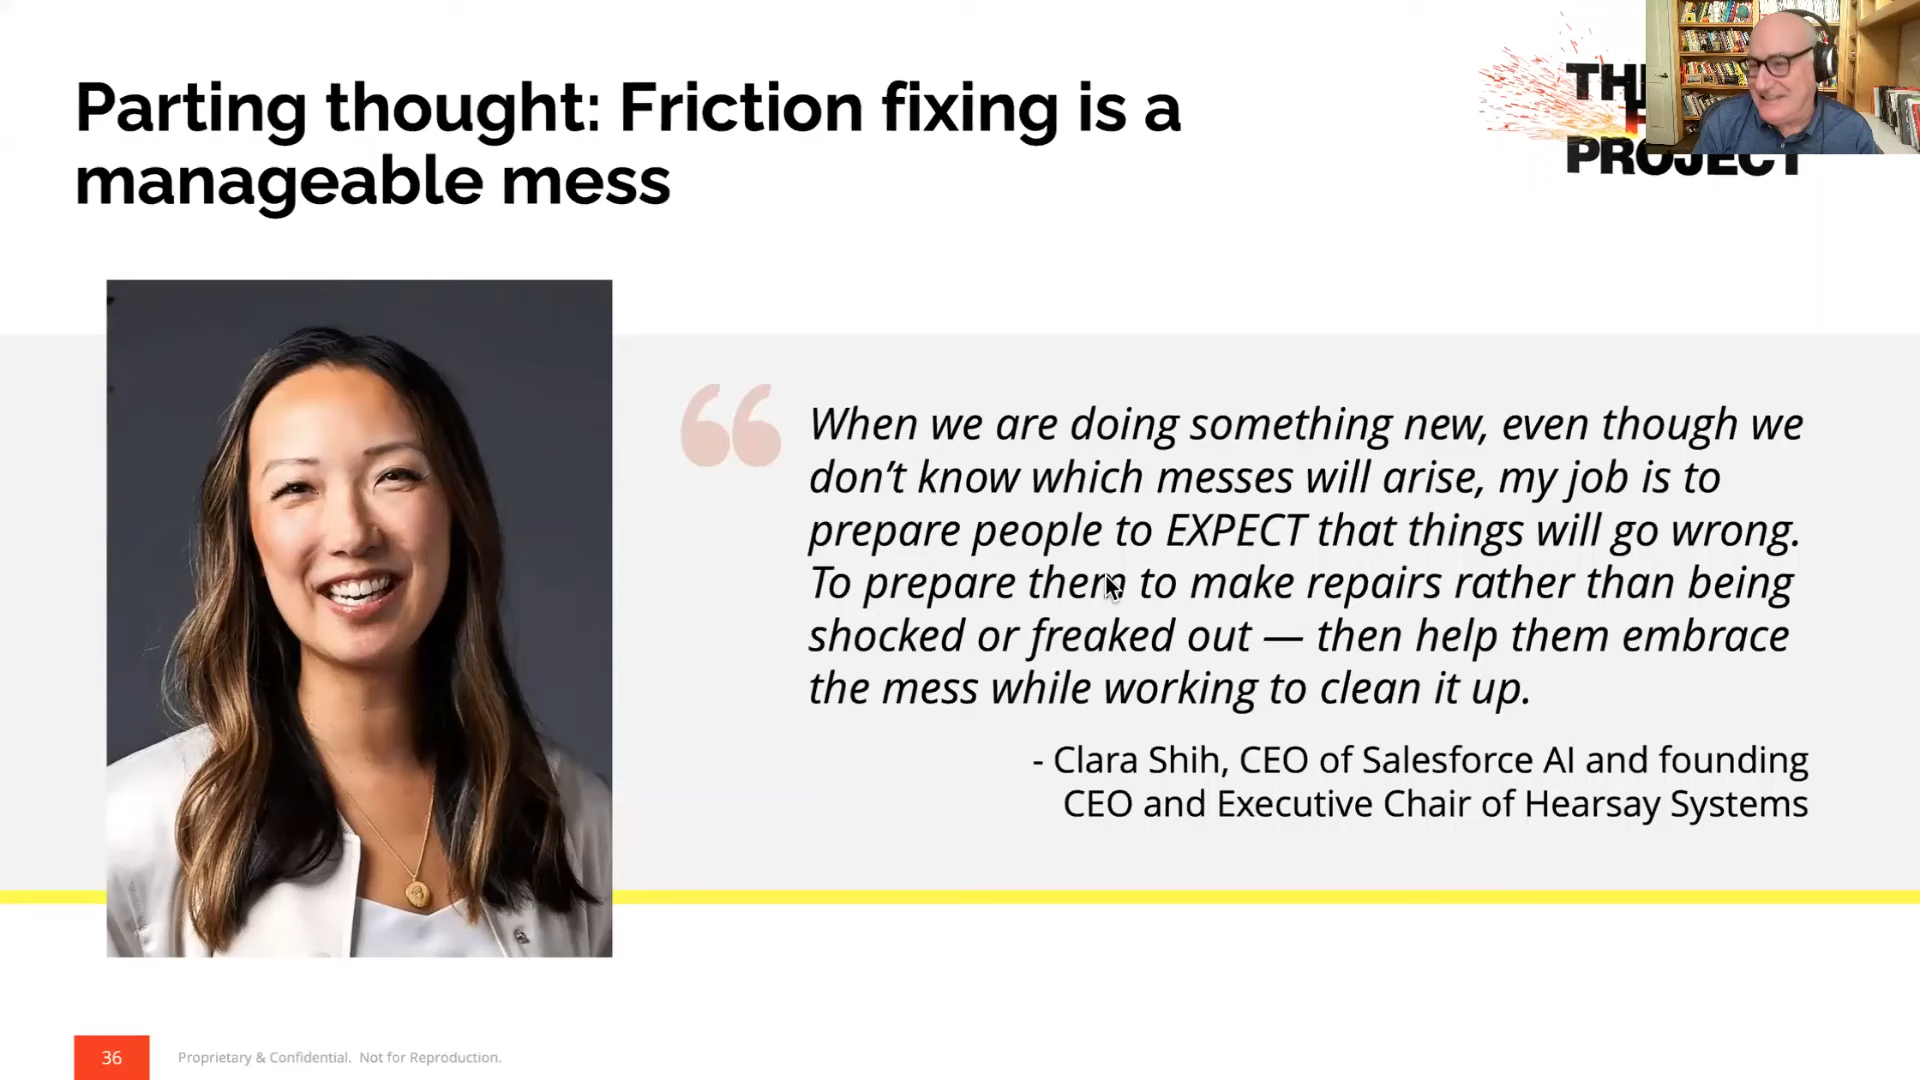 Parting thought: Friction fixing is a
manageable mess
PROJECT
When we are doing something new, even though we
don’t know which messes will arise, my job is to
prepare people to EXPECT that things will go wrong.
To prepare them to make repairs rather than being
shocked or freaked out — then help them embrace
the mess while working to clean it up.
- Clara Shih, CEO of Salesforce AI and founding
CEO and Executive Chair of Hearsay Systems
36
Proprietary & Confidential. Not for Reproduction.